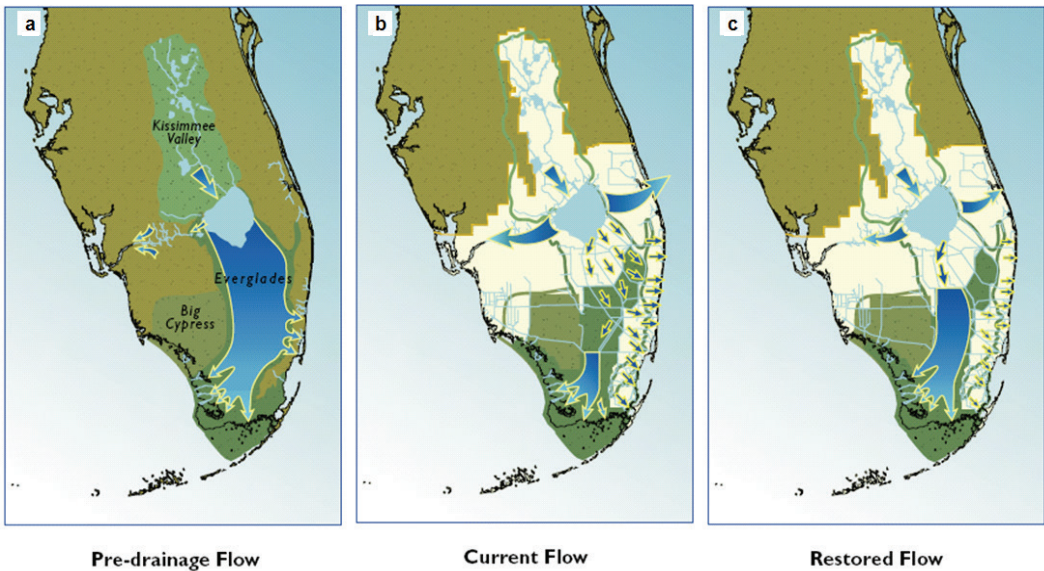 a
Kissimmee
Valley
Everglades
Big
Cypress
Pre-drainage Flow
b
Current Flow
c
Restored Flow